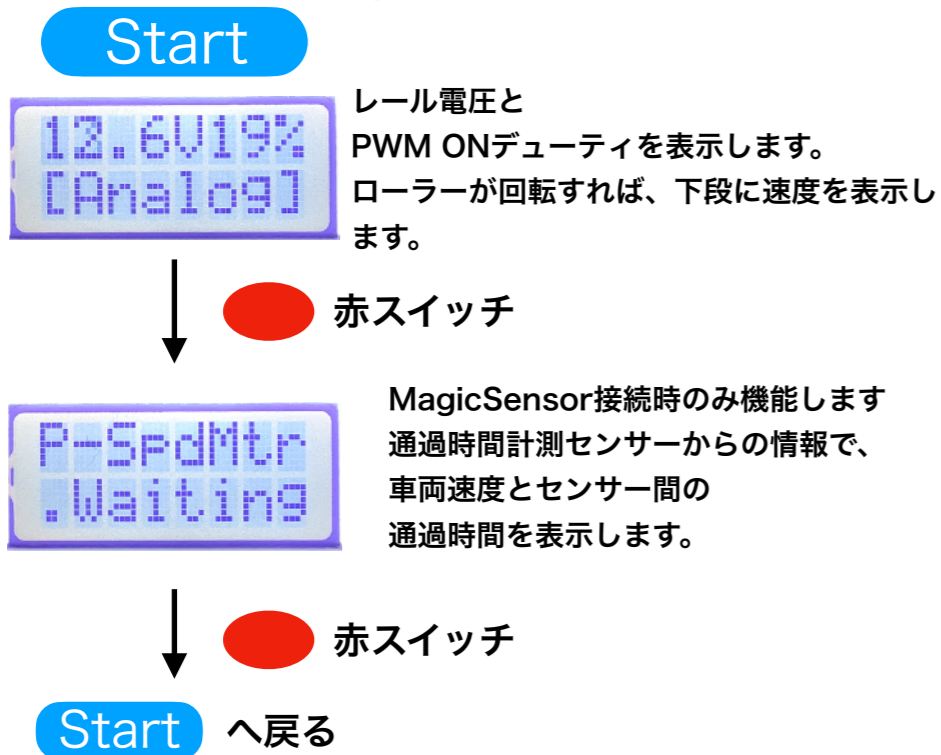 Start
12.6V19%
[Analog]
レール電圧と
PWM ONデューティを表示します。
ローラーが回転すれば、下段に速度を表示し
ます。
赤スイッチ
P-SpdMtr
.Waiting
MagicSensor接続時のみ機能します
通過時間計測センサーからの情報で、
車両速度とセンサー間の
通過時間を表示します。
赤スイッチ
Start へ戻る